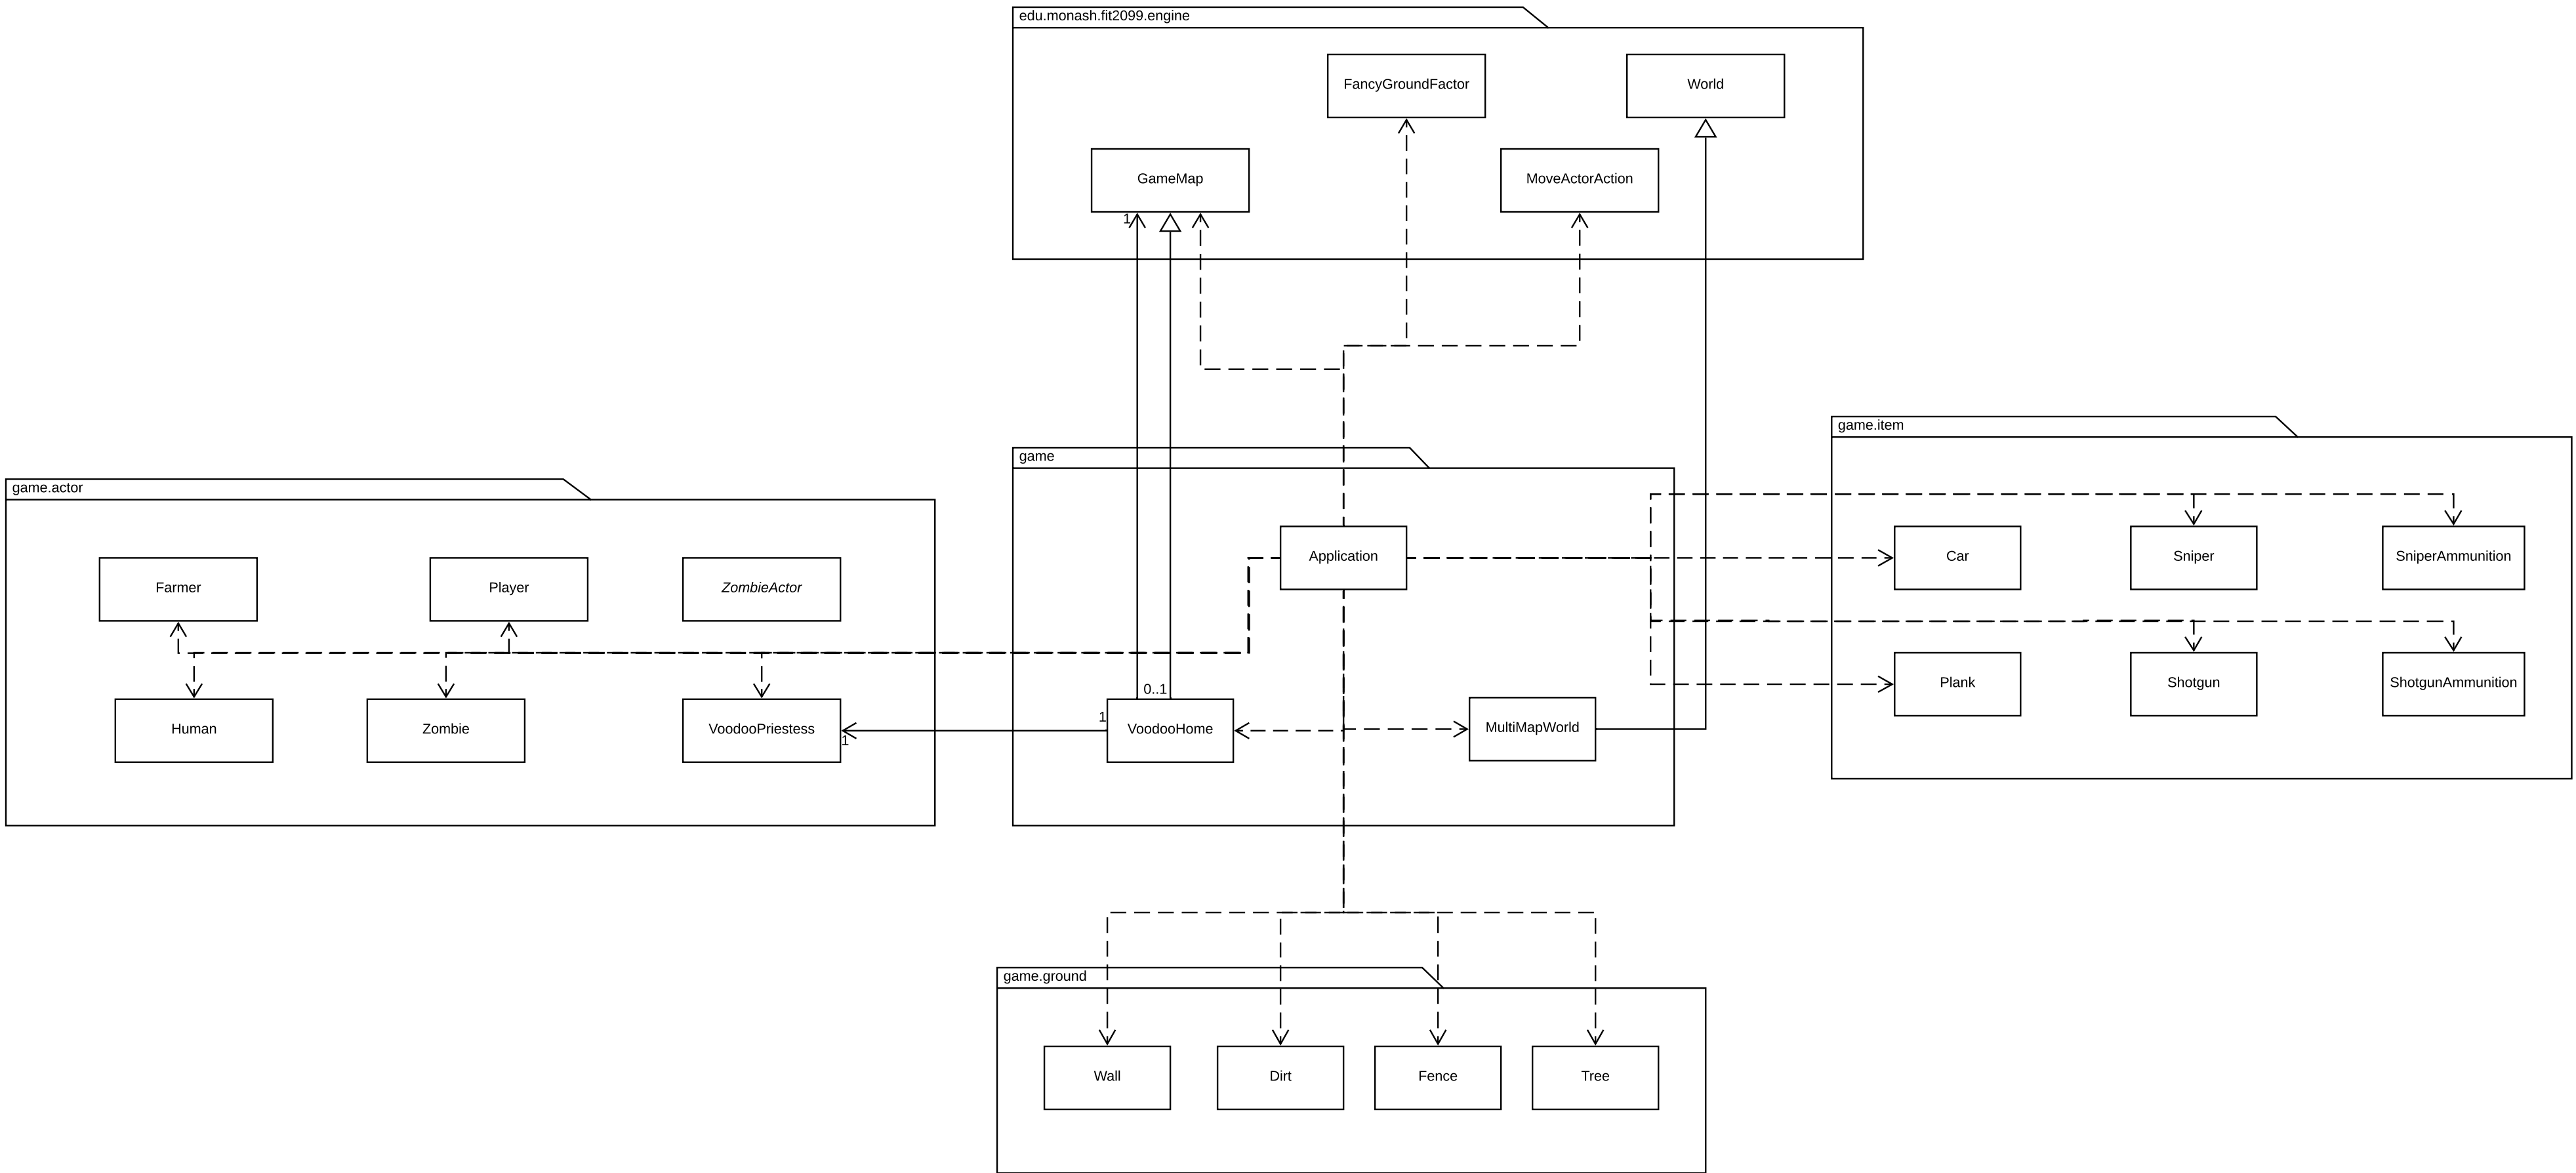 edu.monash.fit2099.engine
FancyGroundFactor
World
GameMap
MoveActorAction
1
game.item
game
game.actor
Application
Car
Sniper
SniperAmmunition
Farmer
Player
ZombieActor
Plank
Shotgun
ShotgunAmmunition
0..1
1
Human
Zombie
VoodooPriestess
VoodooHome
MultiMapWorld
1
game.ground
Wall
Dirt
Fence
Tree